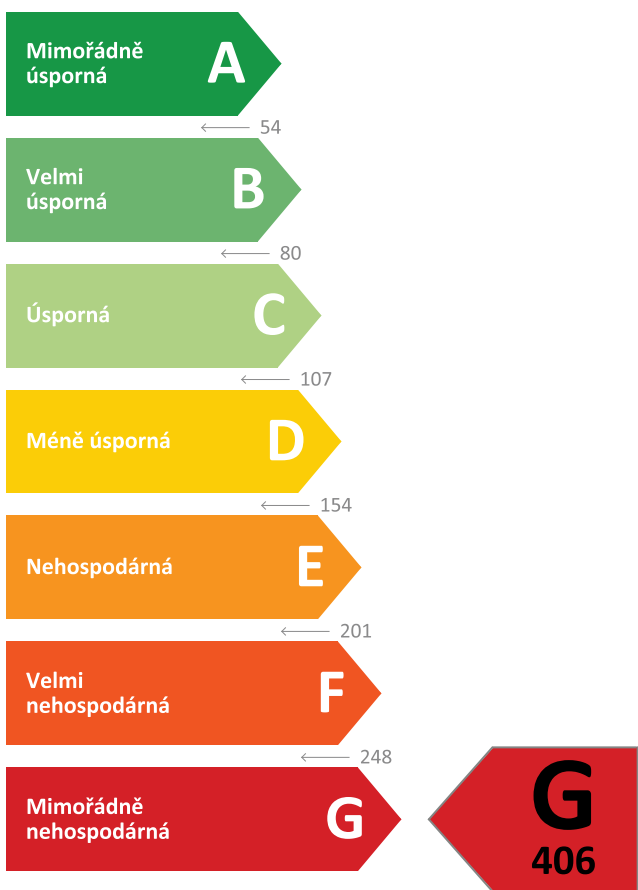 Mimořádně
úsporná
A
54
Velmi
úsporná
B
80
Úsporná
C
107
Méně úsporná
D
154
Nehospodárná
E
201
Velmi
nehospodárná
F
248
Mimořádně
nehospodárná
G
G
406